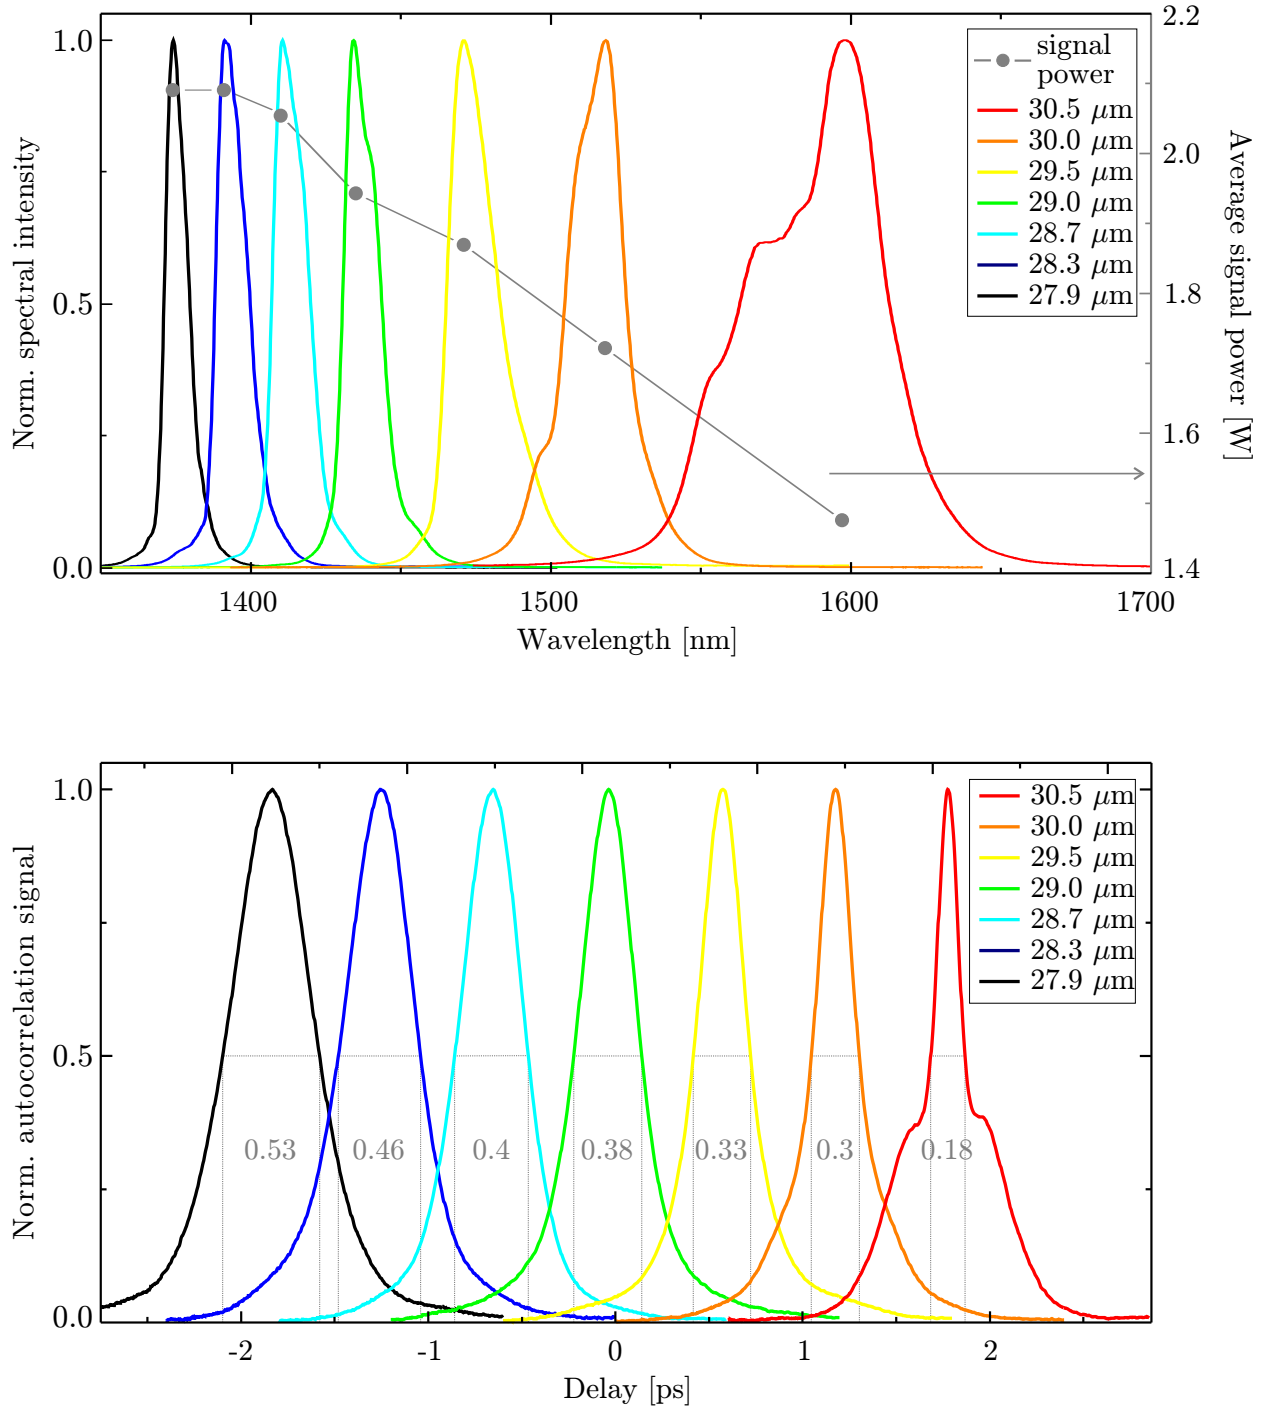 2.2
1.0
signal
power
30.5 μm
30.0 μm
29.5 μm
29.0 μm
28.7 μm
28.3 μm
27.9 μm
2.0
0.5
1.8
1.6
0.0
1.4
Norm. spectral intensity
Average signal power [W]
1400 1500 1600 1700
Wavelength [nm]
1.0
30.5 μm
30.0 μm
29.5 μm
29.0 μm
28.7 μm
28.3 μm
27.9 μm
0.5
0.53 0.46 0.4 0.38 0.33 0.3 0.18
0.0
Norm. autocorrelation signal
-2 -1 0 1 2
Delay [ps]